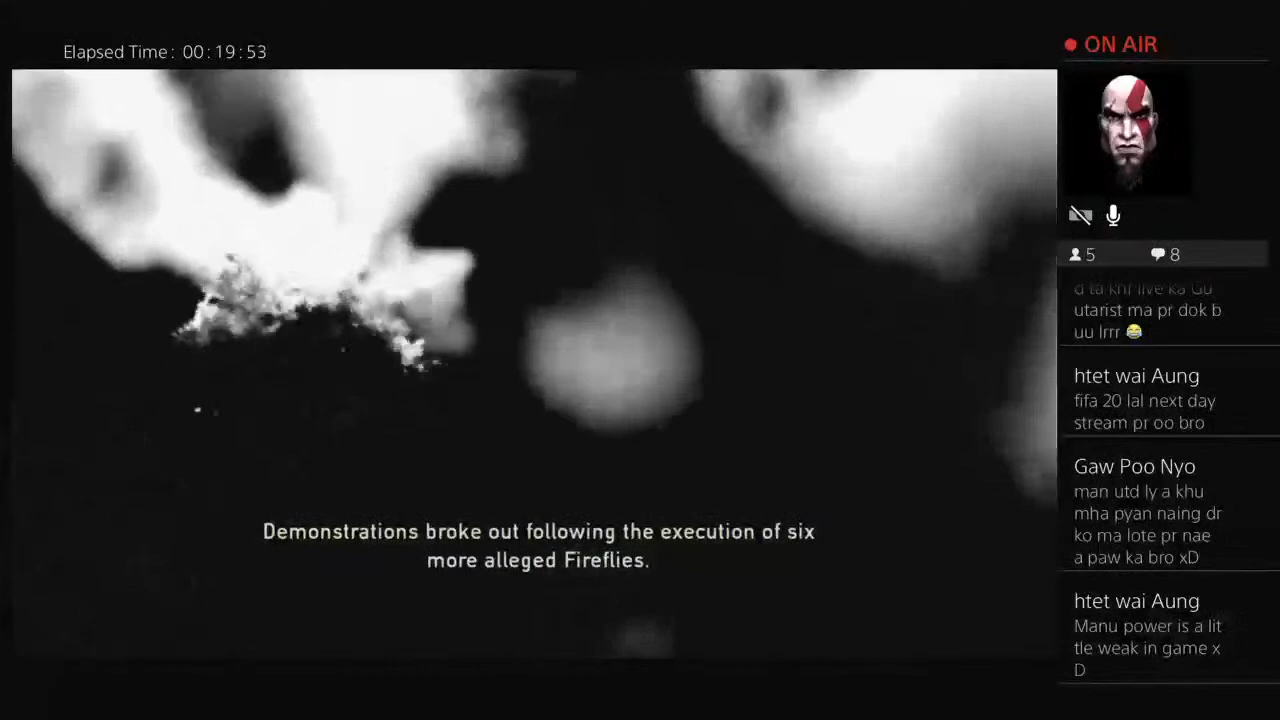 Elapsed Time: 00:19:53
ON AIR
5
8
utarist ma pr dok b
uu lrrr 😂
htet wai Aung
fifa 20 lal next day
stream pr oo bro
Gaw Poo Nyo
man utd ly a khu
mha pyan naing dr
ko ma lote pr nae
a paw ka bro xD
htet wai Aung
Manu power is a lit
tle weak in game x
D
Demonstrations broke out following the execution of six
more alleged Fireflies.